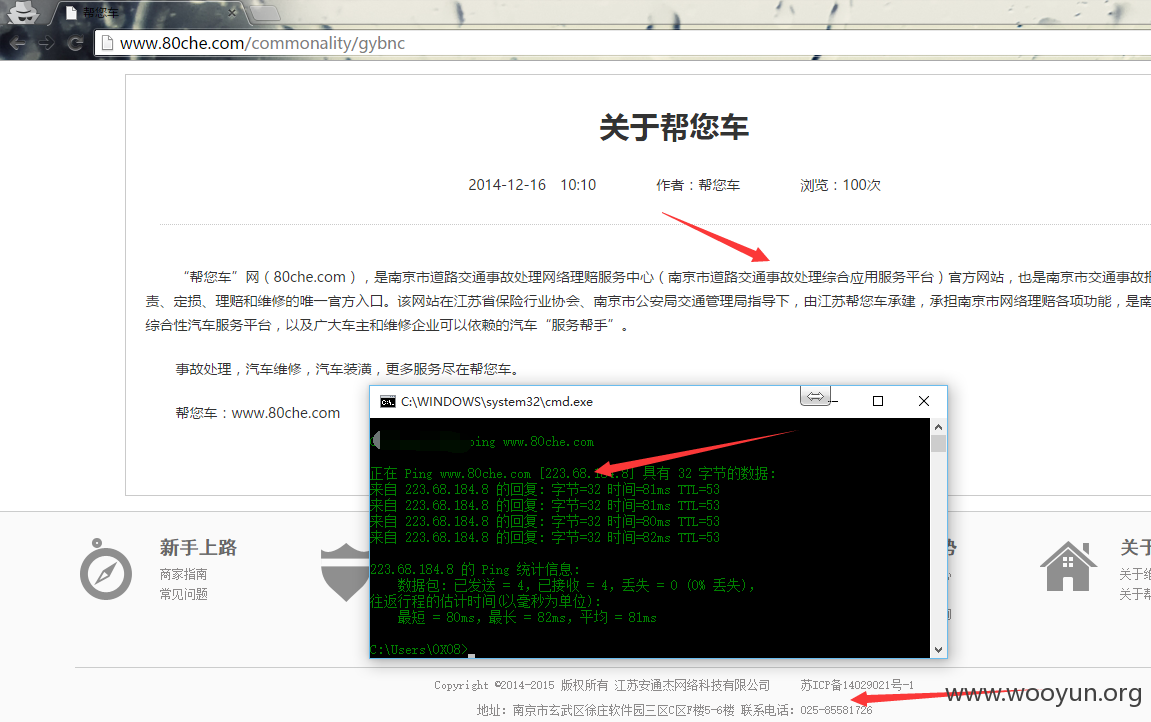 帮您车
www.80che.com/commonality/gybnc
关于帮您车
2014-12-16 10:10 作者：帮您车 浏览：100次
“帮您车”网（80che.com），是南京市道路交通事故处理网络理赔服务中心（南京市道路交通事故处理综合应用服务平台）官方网站，也是南京市交通事故报
责、定损、理赔和维修的唯一官方入口。该网站在江苏省保险行业协会、南京市公安局交通管理局指导下，由江苏帮您车承建，承担南京市网络理赔各项功能，是南
综合性汽车服务平台，以及广大车主和维修企业可以依赖的汽车“服务帮手”。
事故处理，汽车维修，汽车装潢，更多服务尽在帮您车。
帮您车：www.80che.com
C:\WINDOWS\system32\cmd.exe
ping www.80che.com
正在 Ping www.80che.com [223.68.184.8] 具有 32 字节的数据:
来自 223.68.184.8 的回复: 字节=32 时间=81ms TTL=53
来自 223.68.184.8 的回复: 字节=32 时间=81ms TTL=53
来自 223.68.184.8 的回复: 字节=32 时间=80ms TTL=53
来自 223.68.184.8 的回复: 字节=32 时间=82ms TTL=53
223.68.184.8 的 Ping 统计信息:
数据包: 已发送 = 4，已接收 = 4，丢失 = 0 (0% 丢失)，
往返行程的估计时间(以毫秒为单位):
最短 = 80ms，最长 = 82ms，平均 = 81ms
C:\Users\0X08>
新手上路
商家指南
常见问题
势
关于
关于维
关于帮
Copyright ©2014-2015 版权所有 江苏安通杰网络科技有限公司 苏ICP备14029021号-1
地址：南京市玄武区徐庄软件园三区C区F楼5-6楼 联系电话：025-85581726
www.wooyun.org